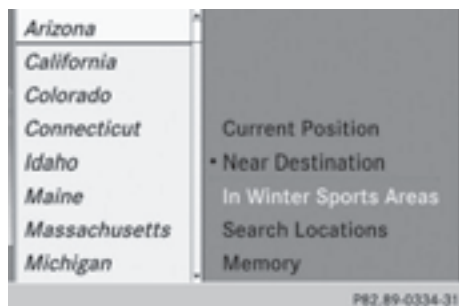 Arizona
California
Colorado
Connecticut
Idaho
Maine
Massachusetts
Michigan
Current Position
• Near Destination
In Winter Sports Areas
Search Locations
Memory
P82.89-0334-31